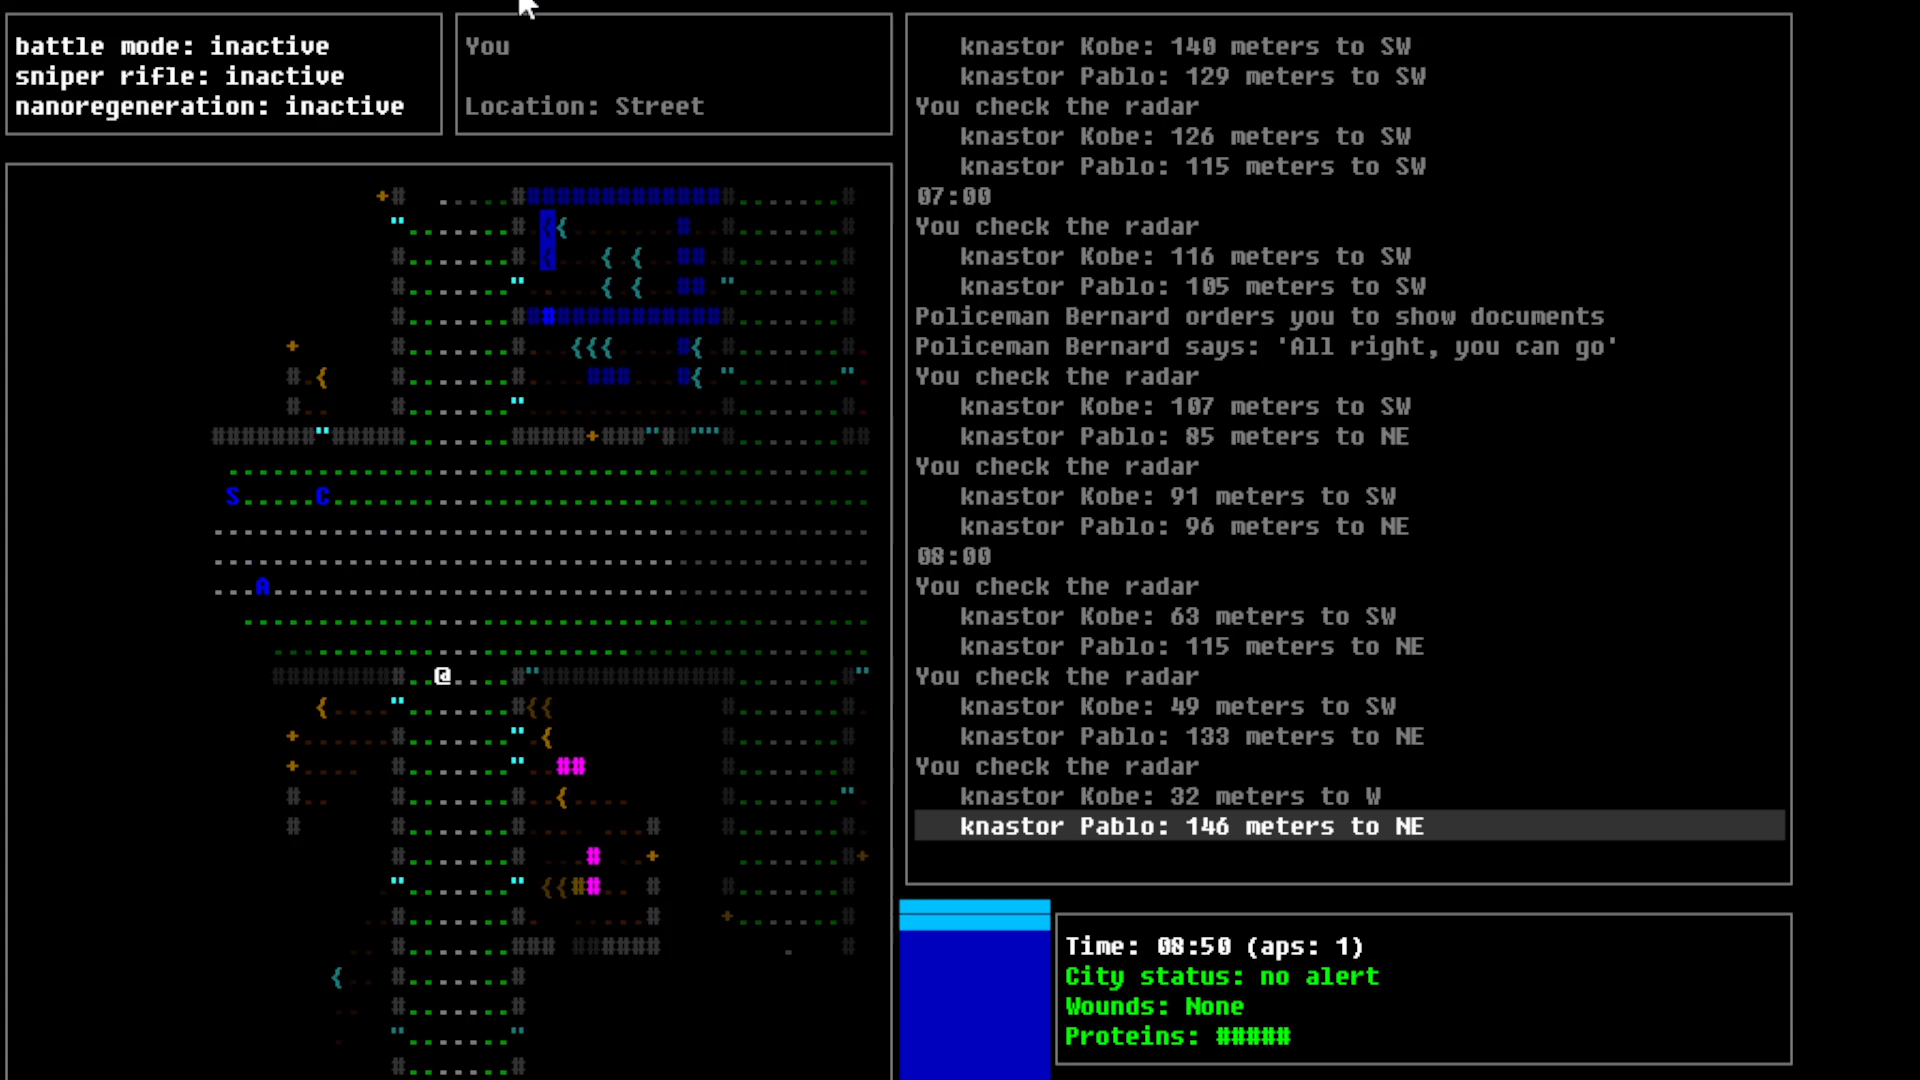 battle mode: inactive
sniper rifle: inactive
nanoregeneration: inactive
You
Location: Street
knastor Kobe: 140 meters to SW
knastor Pablo: 129 meters to SW
You check the radar
knastor Kobe: 126 meters to SW
knastor Pablo: 115 meters to SW
07:00
You check the radar
knastor Kobe: 116 meters to SW
knastor Pablo: 105 meters to SW
Policeman Bernard orders you to show documents
Policeman Bernard says: 'All right, you can go'
You check the radar
knastor Kobe: 107 meters to SW
knastor Pablo: 85 meters to NE
You check the radar
knastor Kobe: 91 meters to SW
knastor Pablo: 96 meters to NE
08:00
You check the radar
knastor Kobe: 63 meters to SW
knastor Pablo: 115 meters to NE
You check the radar
knastor Kobe: 49 meters to SW
knastor Pablo: 133 meters to NE
You check the radar
knastor Kobe: 32 meters to W
knastor Pablo: 146 meters to NE
S C
A
@
Time: 08:50 (aps: 1)
City status: no alert
Wounds: None
Proteins: #####